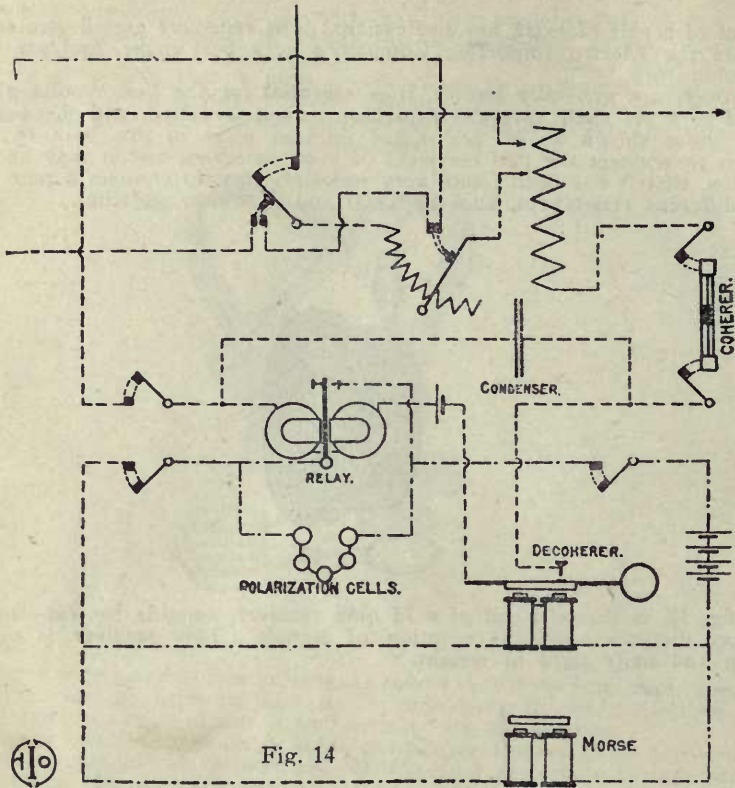 COHERER.
CONDENSER.
RELAY.
DECOHERER.
POLARIZATION CELLS.
MORSE
Fig. 14